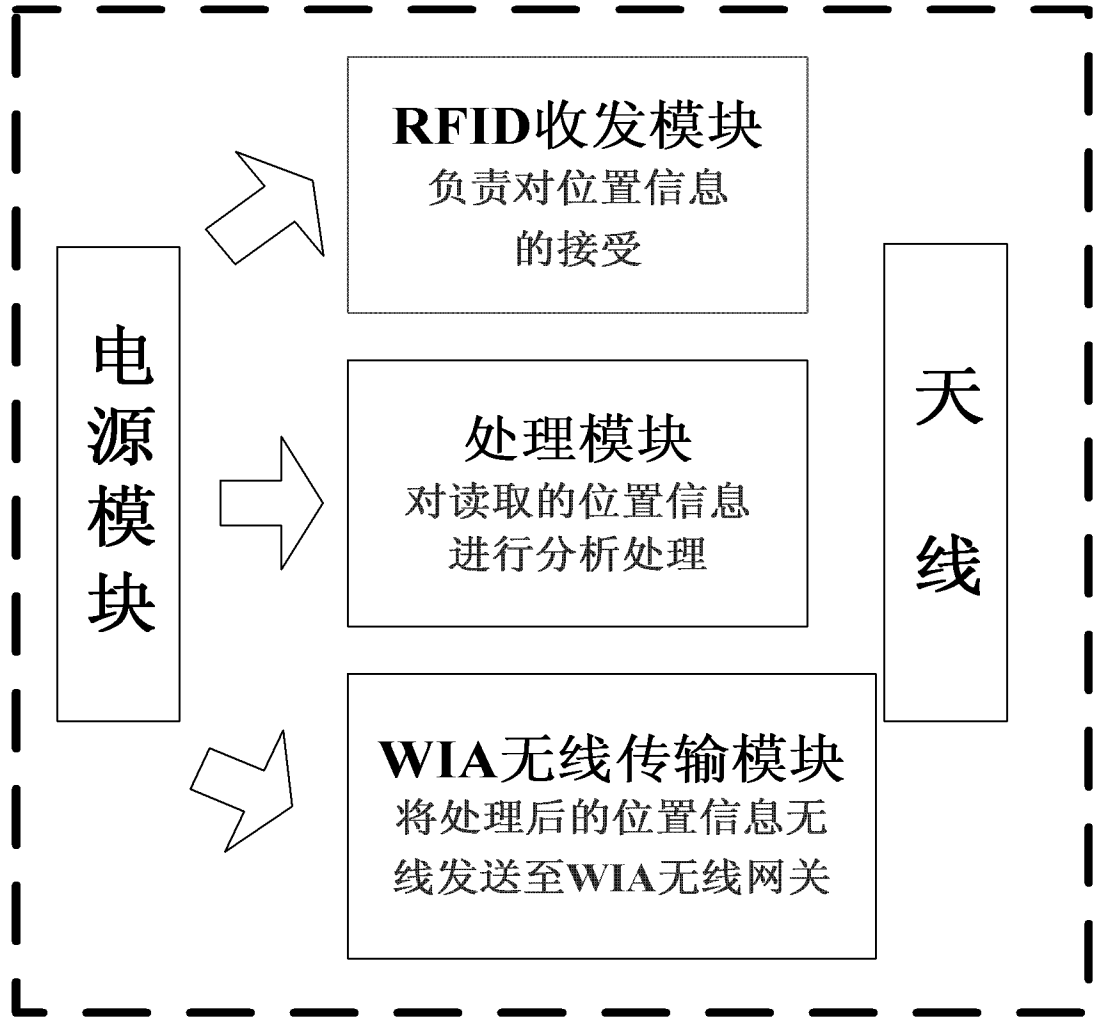 RFID收发模块
负责对位置信息
的接受
电源模块
处理模块
对读取的位置信息
进行分析处理
天线
WIA无线传输模块
将处理后的位置信息无
线发送至WIA无线网关